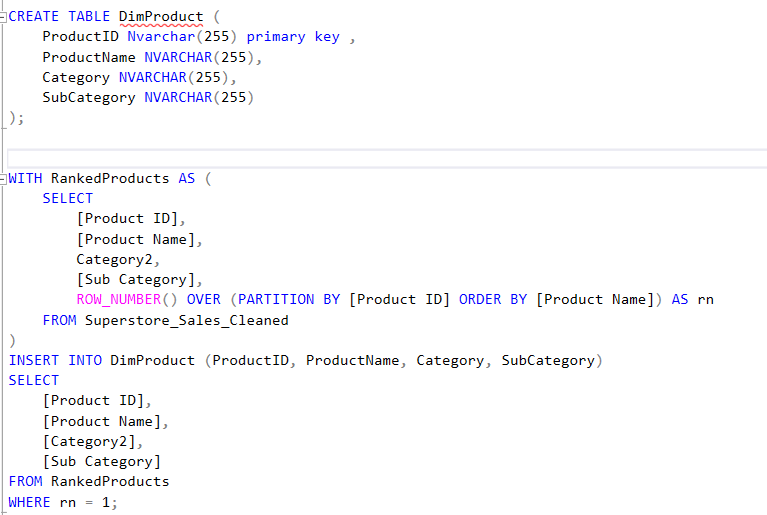 CREATE TABLE DimProduct (
    ProductID Nvarchar(255) primary key ,
    ProductName NVARCHAR(255),
    Category NVARCHAR(255),
    SubCategory NVARCHAR(255)
);
WITH RankedProducts AS (
    SELECT
        [Product ID],
        [Product Name],
        Category2,
        [Sub Category],
        ROW_NUMBER() OVER (PARTITION BY [Product ID] ORDER BY [Product Name]) AS rn
    FROM Superstore_Sales_Cleaned
)
INSERT INTO DimProduct (ProductID, ProductName, Category, SubCategory)
SELECT
    [Product ID],
    [Product Name],
    [Category2],
    [Sub Category]
FROM RankedProducts
WHERE rn = 1;